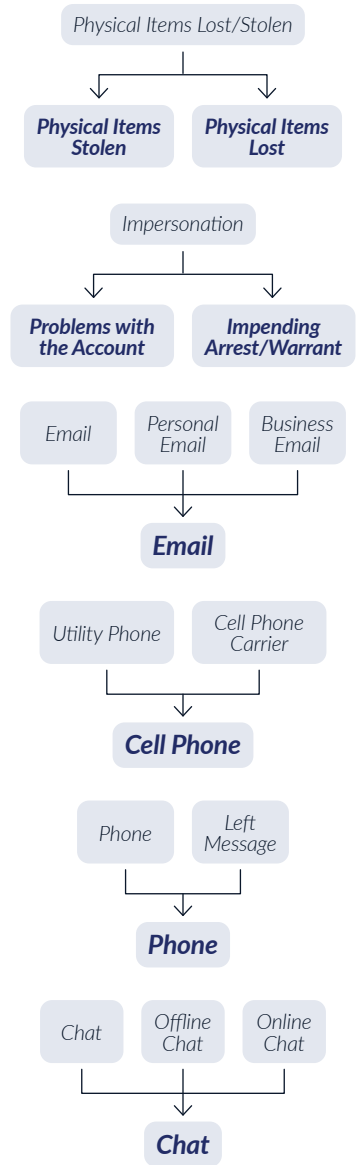 Physical Items Lost/Stolen
Physical Items
Stolen
Physical Items
Lost
Impersonation
Problems with
the Account
Impending
Arrest/Warrant
Email
Personal
Email
Business
Email
Email
Utility Phone
Cell Phone
Carrier
Cell Phone
Phone
Left
Message
Phone
Chat
Offline
Chat
Online
Chat
Chat